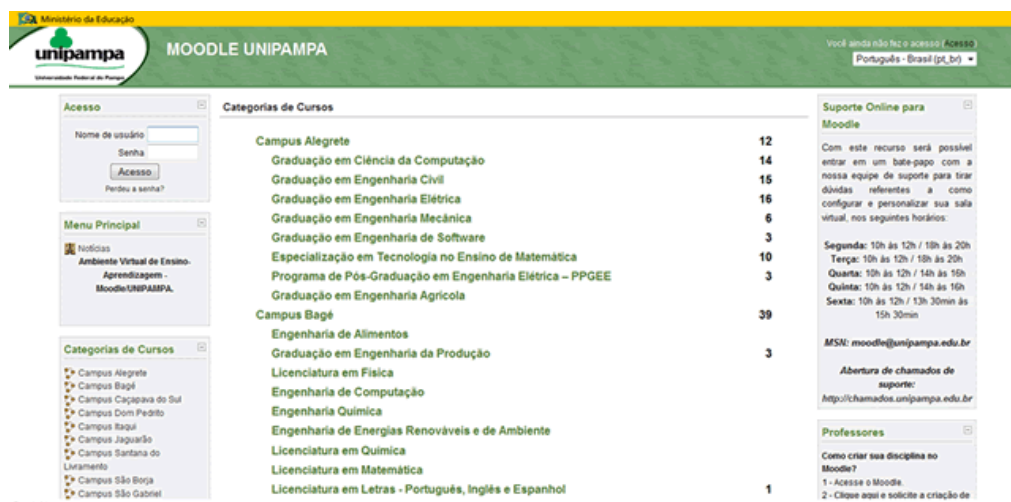 Ministério da Educação
unipampa
Universidade Federal do Pampa
MOODLE UNIPAMPA
Você ainda não fez o acesso (Acesso)
Português - Brasil (pt_br)
Acesso
Nome de usuário
Senha
Acesso
Perdeu a senha?
Menu Principal
Notícias
Ambiente Virtual de Ensino-
Aprendizagem -
Moodle/UNIPAMPA.
Categorias de Cursos
Campus Alegrete
Campus Bagé
Campus Caçapava do Sul
Campus Dom Pedrito
Campus Itaqui
Campus Jaguarão
Campus Santana do
Livramento
Campus São Borja
Campus São Gabriel
Categorias de Cursos
Campus Alegrete 12
Graduação em Ciência da Computação 14
Graduação em Engenharia Civil 15
Graduação em Engenharia Elétrica 16
Graduação em Engenharia Mecânica 6
Graduação em Engenharia de Software 3
Especialização em Tecnologia no Ensino de Matemática 10
Programa de Pós-Graduação em Engenharia Elétrica – PPGEE 3
Graduação em Engenharia Agrícola
Campus Bagé 39
Engenharia de Alimentos
Graduação em Engenharia da Produção 3
Licenciatura em Física
Engenharia de Computação
Engenharia Química
Engenharia de Energias Renováveis e de Ambiente
Licenciatura em Química
Licenciatura em Matemática
Licenciatura em Letras - Português, Inglês e Espanhol 1
Suporte Online para
Moodle
Com este recurso será possível
entrar em um bate-papo com a
nossa equipe de suporte para tirar
dúvidas referentes a como
configurar e personalizar sua sala
virtual, nos seguintes horários:
Segunda: 10h às 12h / 18h às 20h
Terça: 10h às 12h / 18h às 20h
Quarta: 10h às 12h / 14h às 16h
Quinta: 10h às 12h / 14h às 16h
Sexta: 10h às 12h / 13h 30min às
15h 30min
MSN: moodle@unipampa.edu.br
Abertura de chamados de
suporte:
http://chamados.unipampa.edu.br
Professores
Como criar sua disciplina no
Moodle?
1 - Acesse o Moodle.
2 - Clique aqui e solicite a criação de